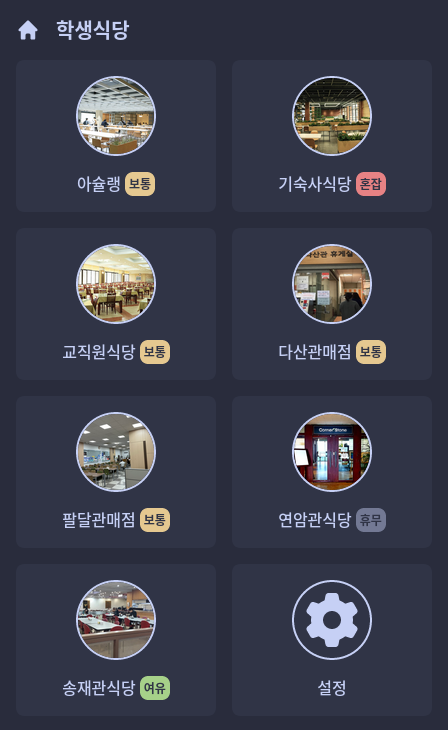 학생식당
아슐랭 보통
기숙사식당 혼잡
다산관 휴게실
교직원식당 보통
다산관매점 보통
Corner Stone
팔달관매점 보통
연암관식당 휴무
송재관식당 여유
설정